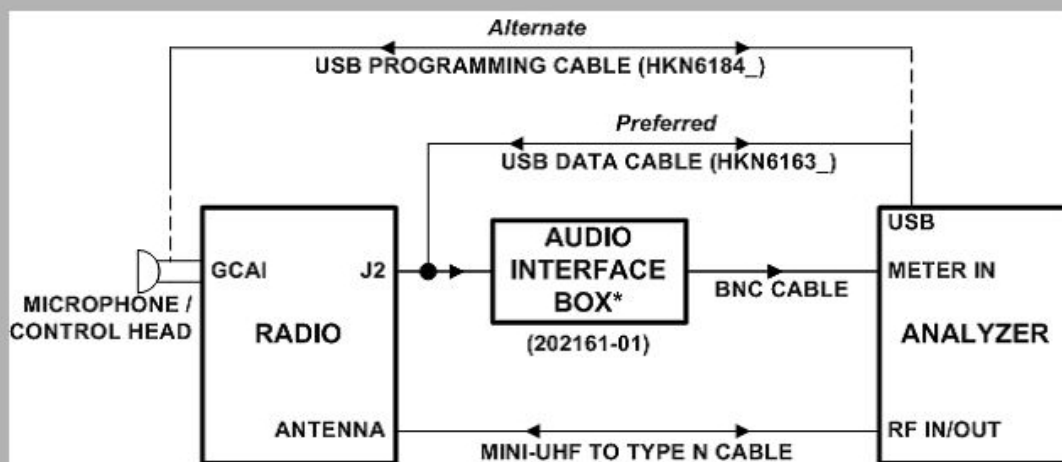 Alternate
USB PROGRAMMING CABLE (HKN6184_)
Preferred
USB DATA CABLE (HKN6163_)
USB
AUDIO
INTERFACE
BOX*
(202161-01)
GCAI
J2
METER IN
BNC CABLE
MICROPHONE /
CONTROL HEAD
RADIO
ANALYZER
ANTENNA
RF IN/OUT
MINI-UHF TO TYPE N CABLE